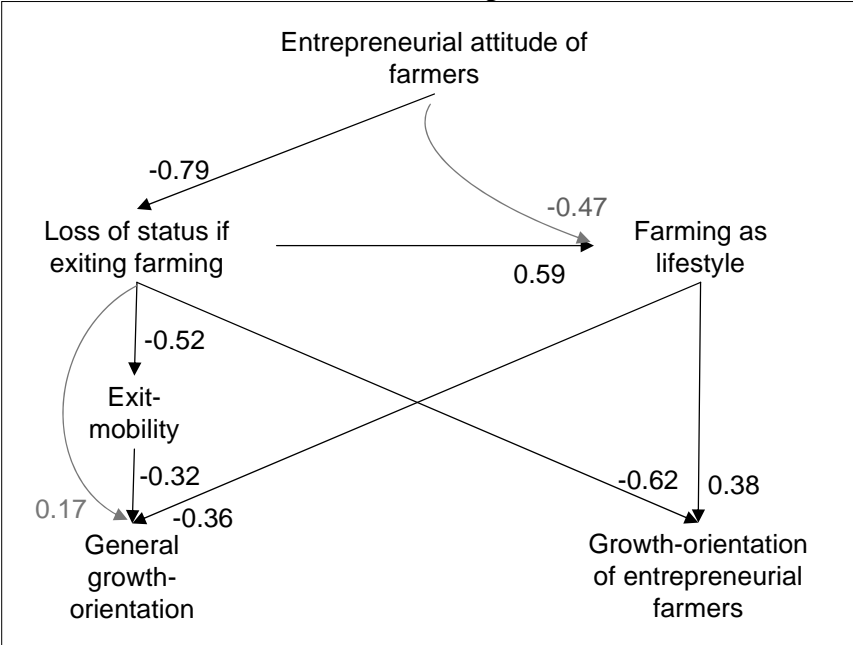 Entrepreneurial attitude of
farmers
-0.79
-0.47
Loss of status if
exiting farming
Farming as
lifestyle
0.59
-0.52
Exit-
mobility
-0.32
-0.62
0.38
0.17
-0.36
General
growth-
orientation
Growth-orientation
of entrepreneurial
farmers